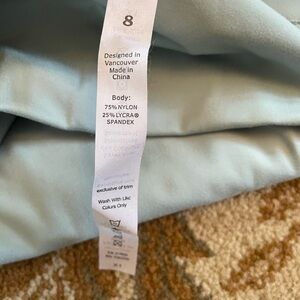 8
Designed in
Vancouver
Made in
China
Body:
75% NYLON
25% LYCRA®
SPANDEX
exclusive of trim
Wash With Like
Colors Only